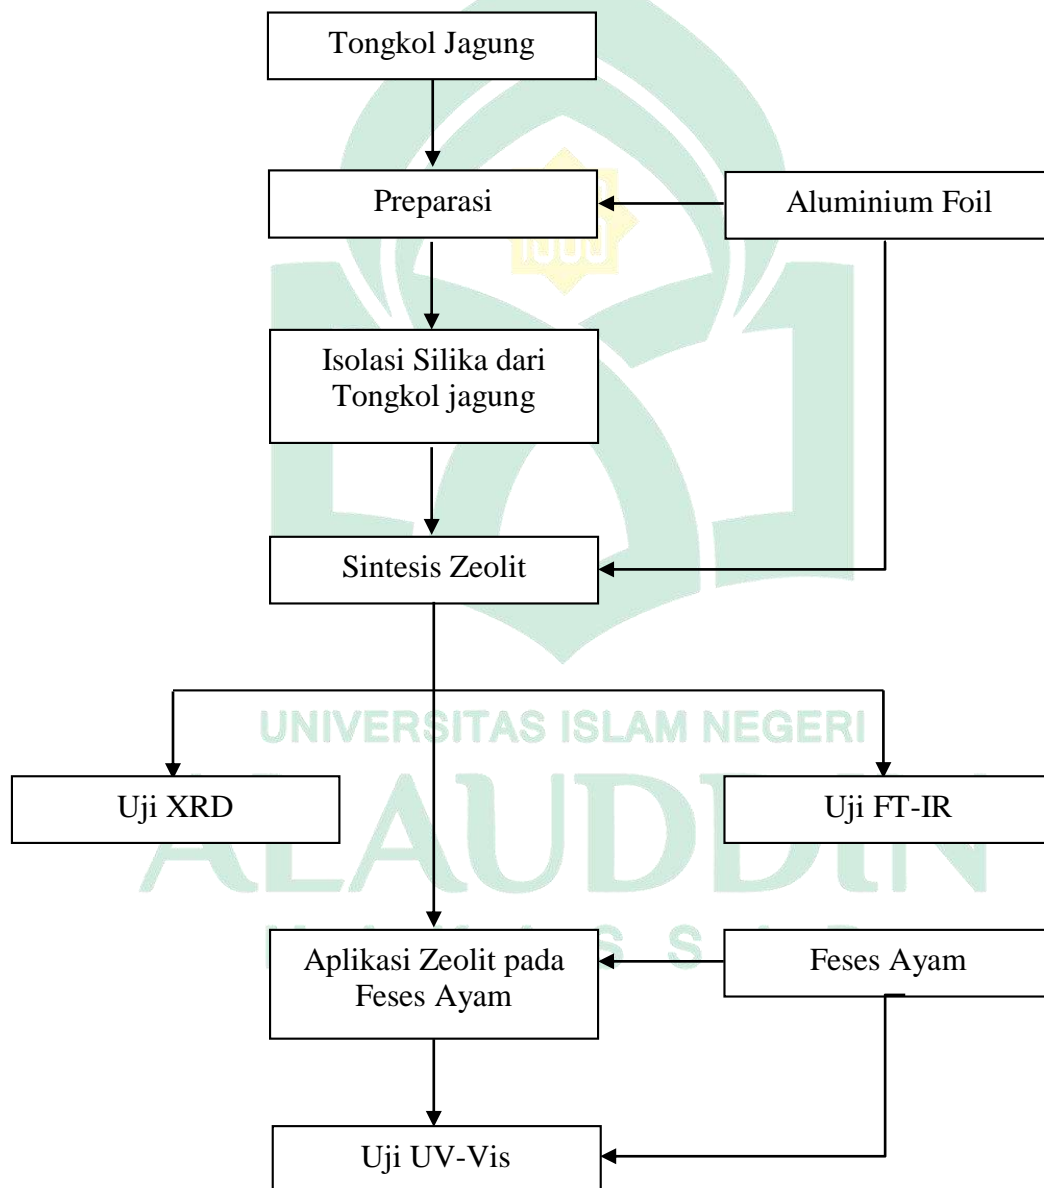 Tongkol Jagung
Preparasi
Aluminium Foil
Isolasi Silika dari
Tongkol jagung
Sintesis Zeolit
UNIVERSITAS ISLAM NEGERI
Uji XRD
Uji FT-IR
ALAUDDIN
Aplikasi Zeolit pada
Feses Ayam
Feses Ayam
Uji UV-Vis